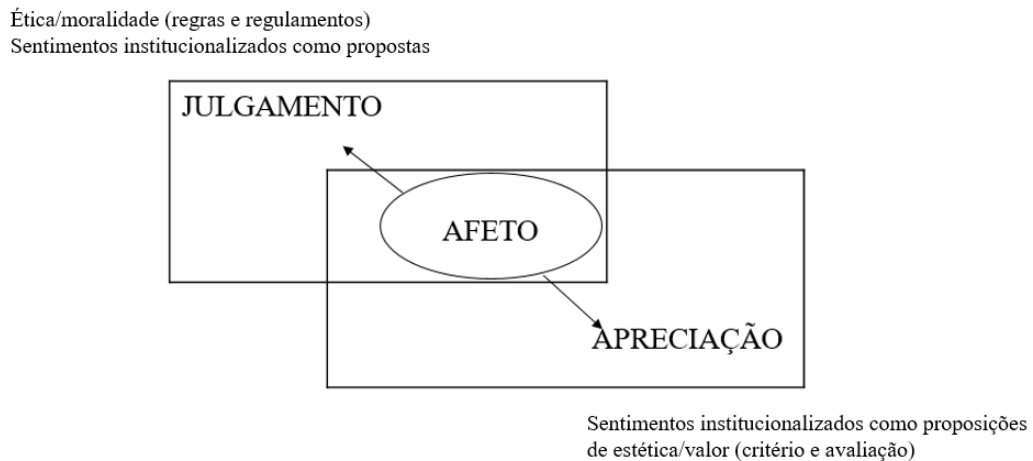 Ética/moralidade (regras e regulamentos)
Sentimentos institucionalizados como propostas
JULGAMENTO
AFETO
APRECIAÇÃO
Sentimentos institucionalizados como proposições
de estética/valor (critério e avaliação)